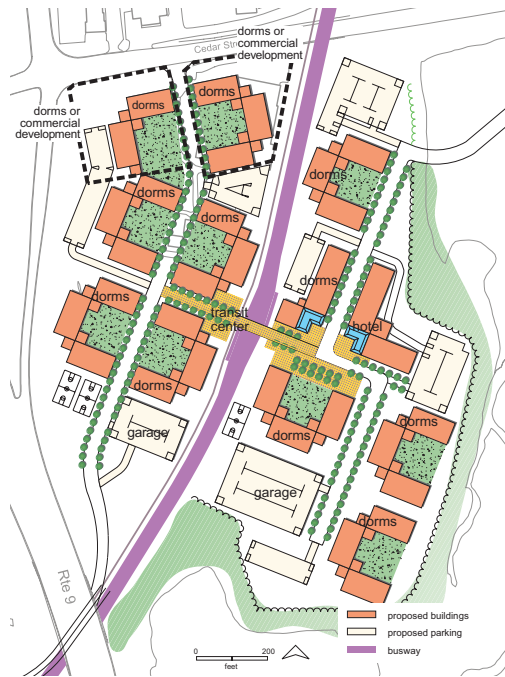 Cedar Str
dorms or
commercial
development
dorms or
commercial
development
dorms
dorms
dorms
dorms
dorms
dorms
dorms
transit
center
hotel
dorms
dorms
dorms
garage
dorms
garage
dorms
Rte 9
proposed buildings
proposed parking
busway
0
200
feet